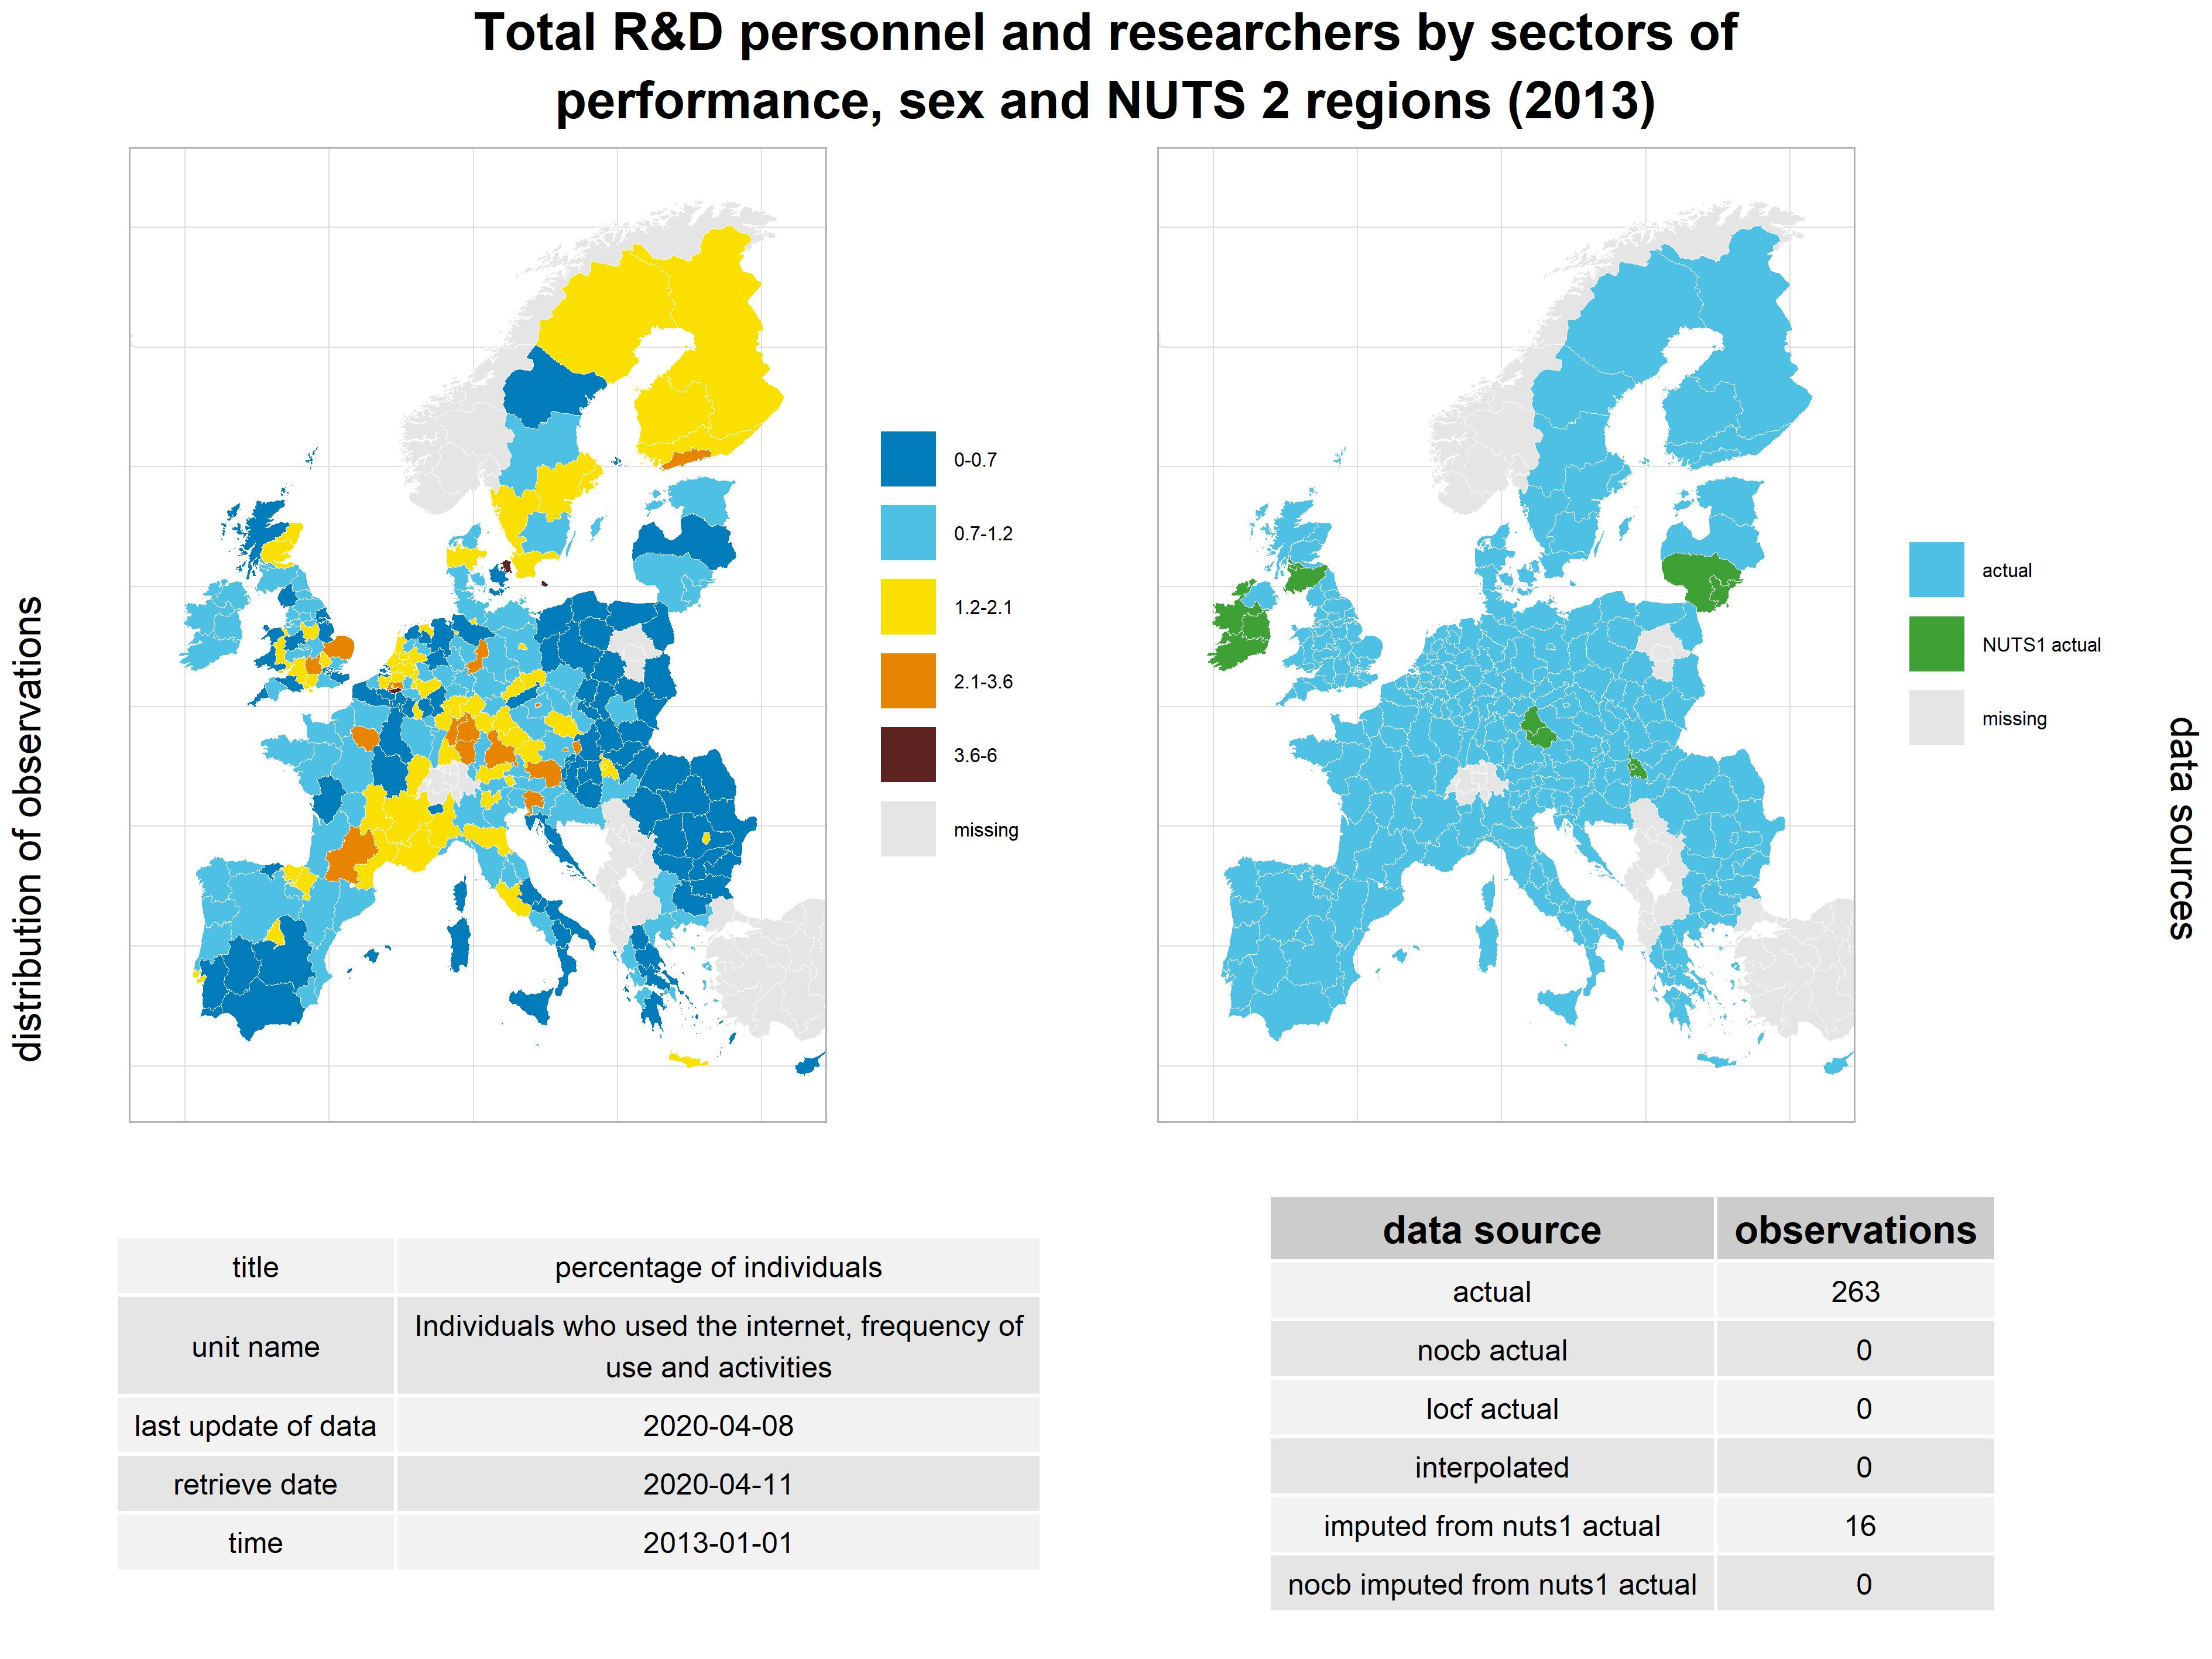 Total R&D personnel and researchers by sectors of
performance, sex and NUTS 2 regions (2013)
distribution of observations
0-0.7
0.7-1.2
1.2-2.1
2.1-3.6
3.6-6
missing
actual
NUTS1 actual
missing
data sources
title percentage of individuals
unit name Individuals who used the internet, frequency of
use and activities
last update of data 2020-04-08
retrieve date 2020-04-11
time 2013-01-01
data source observations
actual 263
nocb actual 0
locf actual 0
interpolated 0
imputed from nuts1 actual 16
nocb imputed from nuts1 actual 0